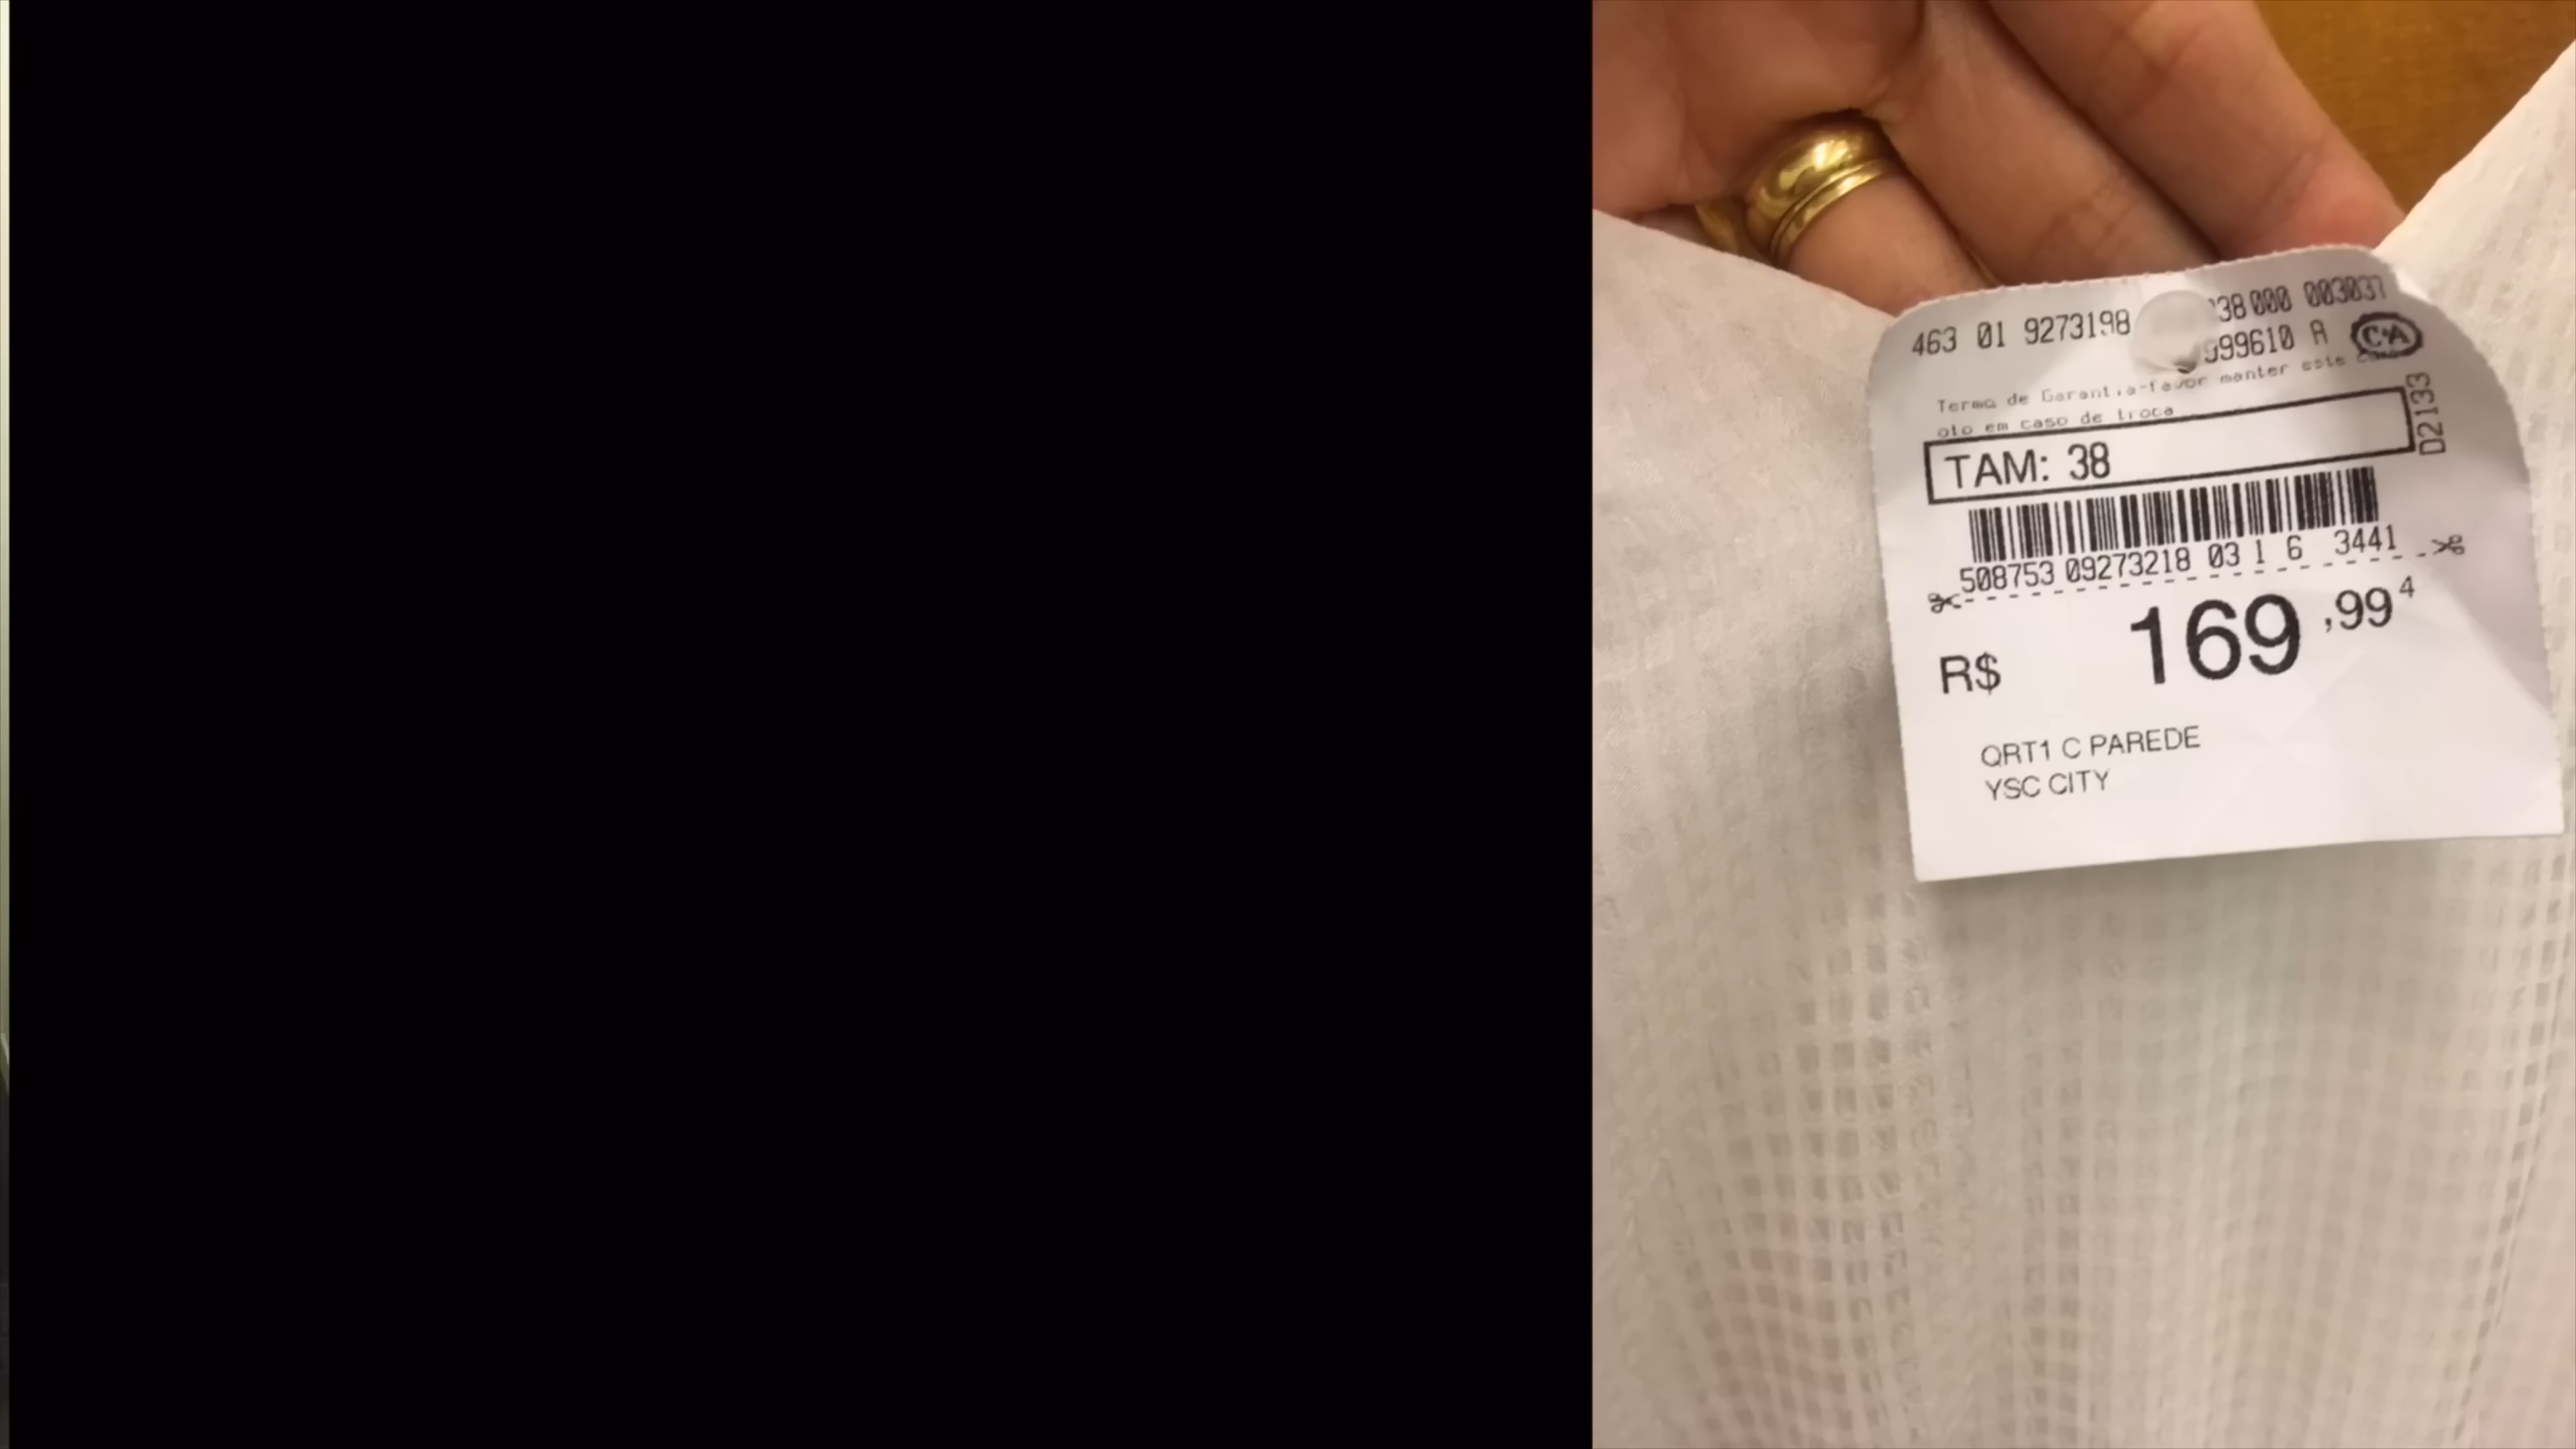 463 01 9273198 38 000 003037
99610 A C&A
Termo de Garantia-favor manter este
oto em caso de troca
D2133
TAM: 38
508753 09273218 03 1 6 3441
R$ 169,99 4
QRT1 C PAREDE
YSC CITY